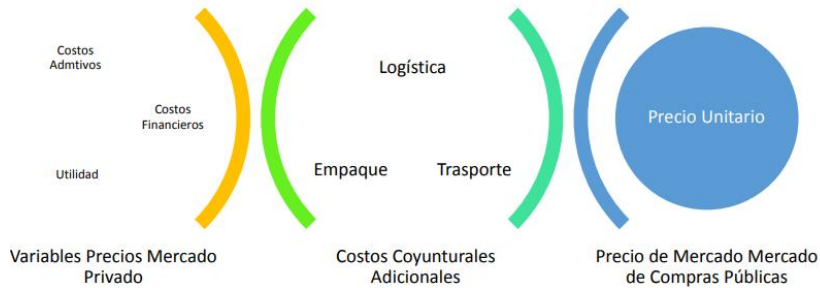 Costos
Admtivos
Costos
Financieros
Utilidad
Variables Precios Mercado
Privado
Logística
Empaque
Trasporte
Costos Coyunturales
Adicionales
Precio Unitario
Precio de Mercado Mercado
de Compras Públicas